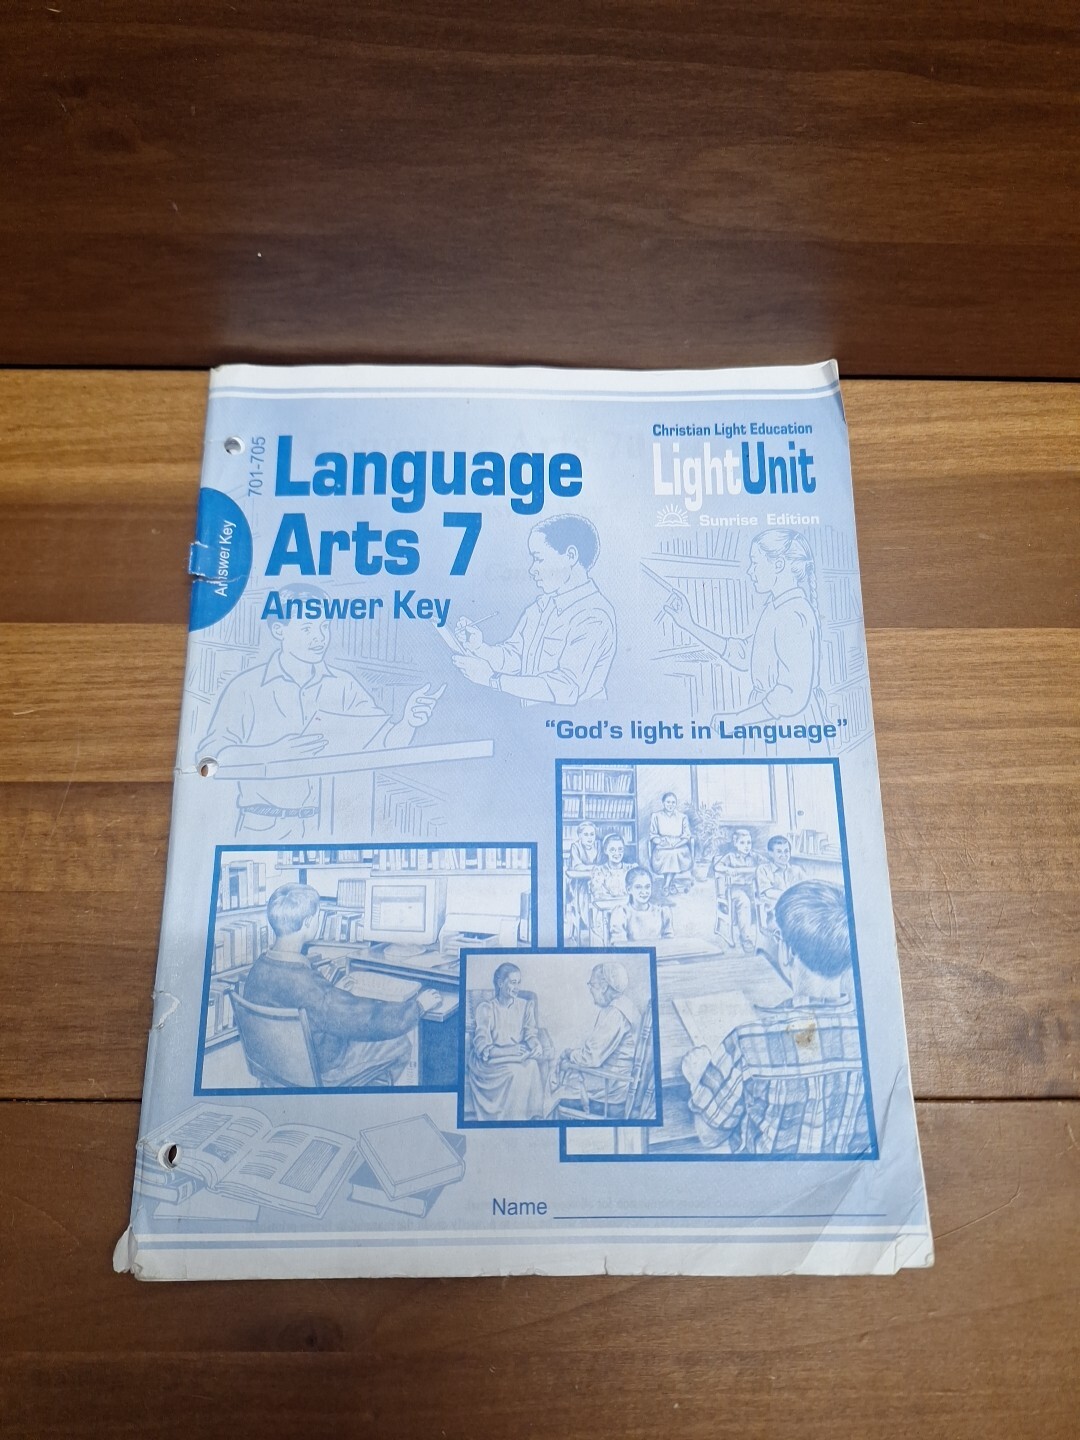 701-705
Language
Arts 7
Answer Key
Answer Key
Christian Light Education
LightUnit
Sunrise Edition
“God’s light in Language”
Name